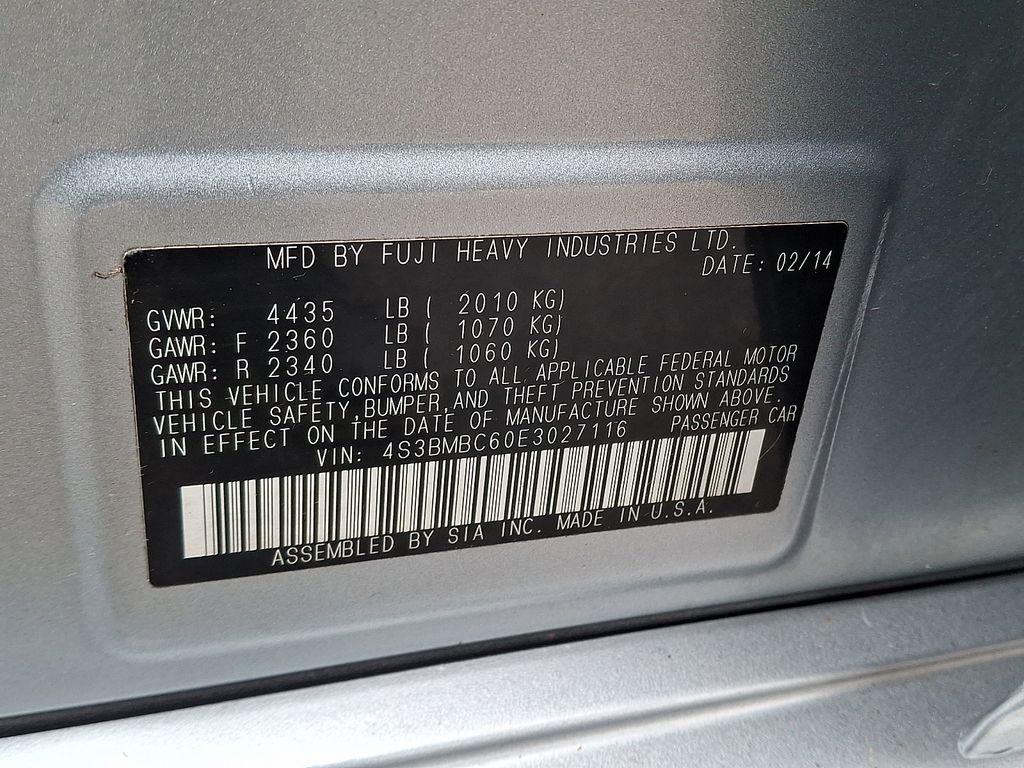 MFD BY FUJI HEAVY INDUSTRIES LTD.
DATE: 02/14
GVWR: 4435 LB ( 2010 KG)
GAWR: F 2360 LB ( 1070 KG)
GAWR: R 2340 LB ( 1060 KG)
THIS VEHICLE CONFORMS TO ALL APPLICABLE FEDERAL MOTOR
VEHICLE SAFETY,BUMPER,AND THEFT PREVENTION STANDARDS
IN EFFECT ON THE DATE OF MANUFACTURE SHOWN ABOVE.
VIN: 4S3BMBC60E3027116 PASSENGER CAR
ASSEMBLED BY SIA INC. MADE IN U.S.A.